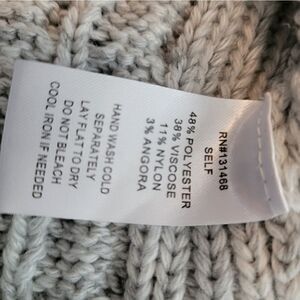 RN#131468
SELF
48% POLYESTER
38% VISCOSE
11% NYLON
3% ANGORA
HAND WASH COLD
SEPARATELY
LAY FLAT TO DRY
DO NOT BLEACH
COOL IRON IF NEEDED